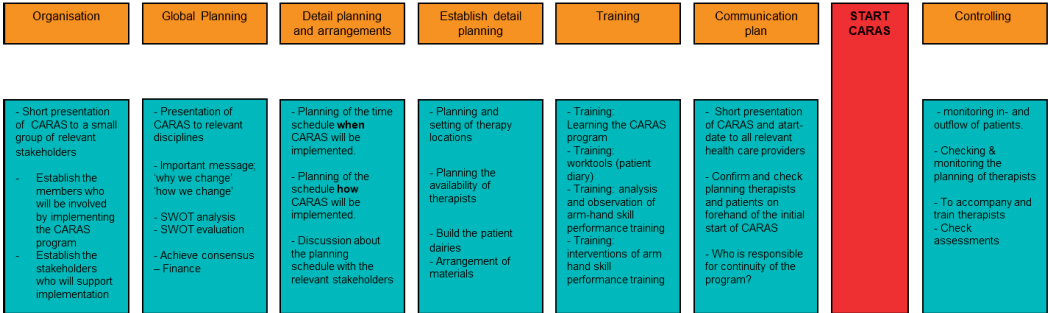 Organisation
Global Planning
Detail planning
and arrangements
Establish detail
planning
Training
Communication
plan
START
CARAS
Controlling
- Short presentation
of CARAS to a small
group of relevant
stakeholders
- Establish the
members who
will be involved
by implementing
the CARAS
program
- Establish the
stakeholders
who will support
implementation
- Presentation of
CARAS to relevant
disciplines
- Important message;
‘why we change’
‘how we change’
- SWOT analysis
- SWOT evaluation
- Achieve consensus
– Finance
- Planning of the time
schedule when
CARAS will be
implemented.
- Planning of the
schedule how
CARAS will be
implemented.
- Discussion about
the planning
schedule with the
relevant stakeholders
- Planning and
setting of therapy
locations
- Planning the
availability of
therapists
- Build the patient
dairies
- Arrangement of
materials
- Training:
Learning the CARAS
program
- Training:
worktools (patient
diary)
- Training: analysis
and observation of
arm-hand skill
performance training
- Training:
interventions of arm
hand skill
performance training
- Short presentation
of CARAS and atart-
date to all relevant
health care providers
- Confirm and check
planning therapists
and patients on
forehand of the initial
start of CARAS
- Who is responsible
for continuity of the
program?
- monitoring in- and
outflow of patients.
- Checking &
monitoring the
planning of therapists
- To accompany and
train therapists
- Check
assessments